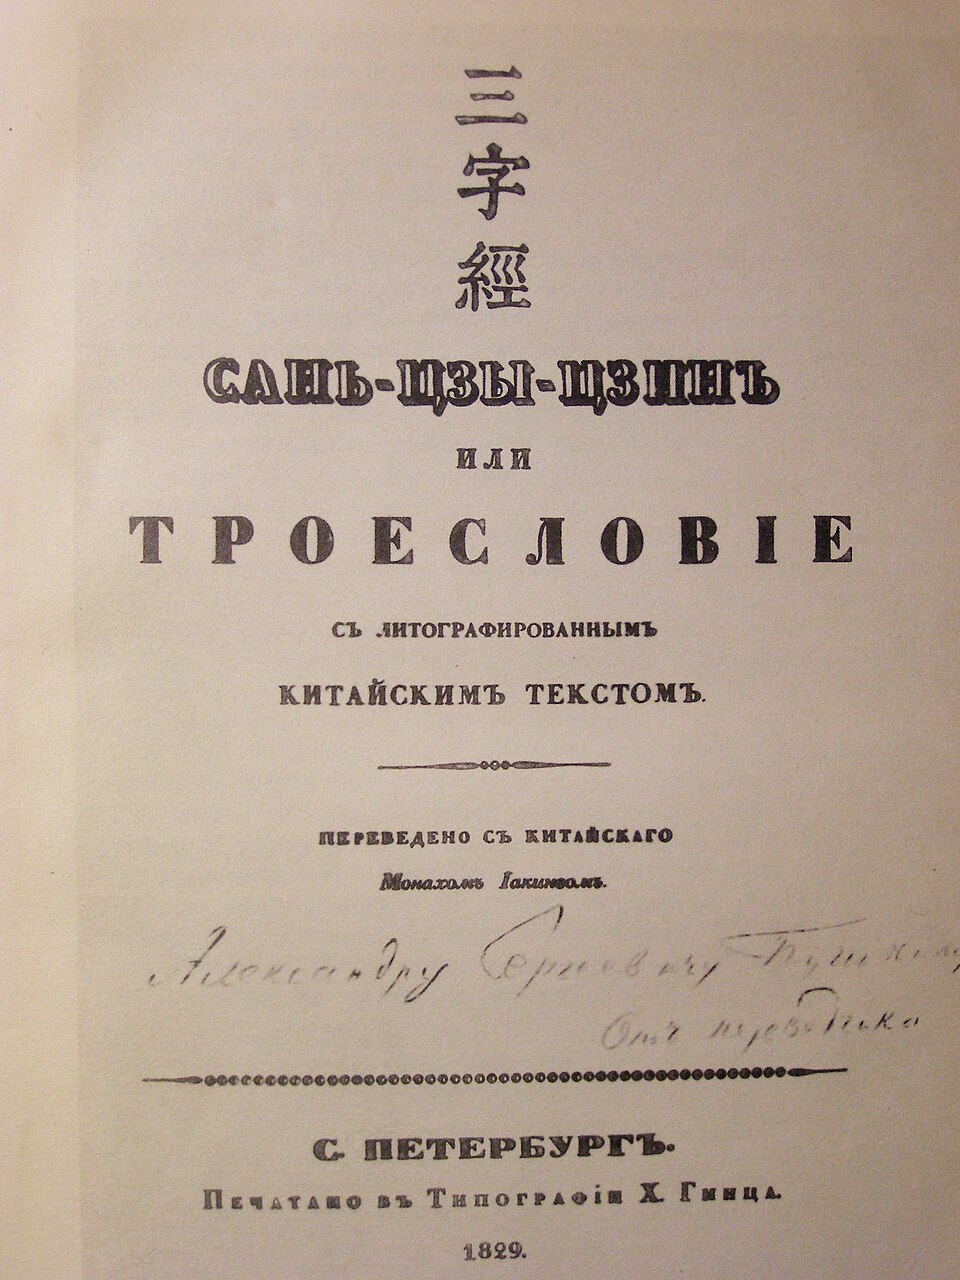 三
字
經
САНЬ-ЦЗЫ-ЦЗИНЪ
ИЛИ
ТРОЕСЛОВІЕ
СЪ ЛИТОГРАФИРОВАННЫМЪ
КИТАЙСКИМЪ ТЕКСТОМЪ.
ПЕРЕВЕДЕНО СЪ КИТАЙСКАГО
Монахомъ Іакинѳомъ.
Александру Сергіевичу Пушкину
Отъ переводчика
С. ПЕТЕРБУРГЪ.
Печатано въ Типографіи Х. Гинца.
1829.